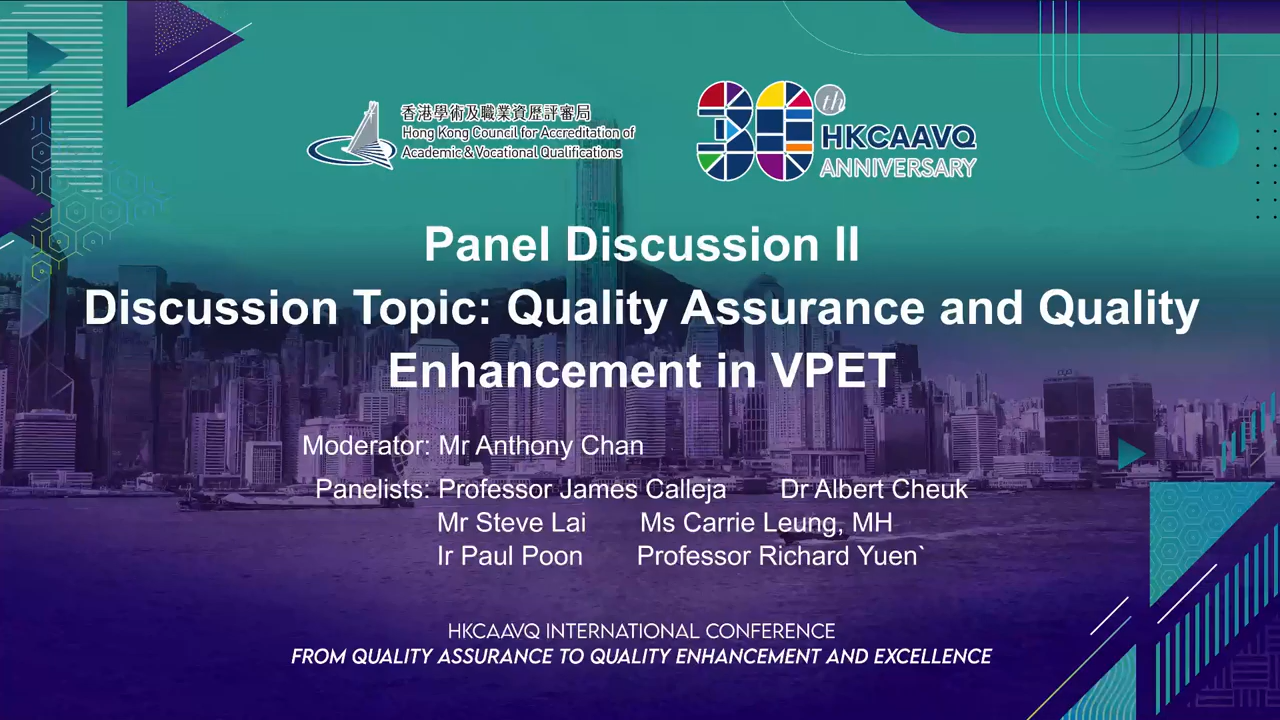 香港學術及職業資歷評審局
Hong Kong Council for Accreditation of
Academic & Vocational Qualifications
30th
HKCAAVQ
ANNIVERSARY
Panel Discussion II
Discussion Topic: Quality Assurance and Quality
Enhancement in VPET
Moderator: Mr Anthony Chan
Panelists: Professor James Calleja Dr Albert Cheuk
Mr Steve Lai Ms Carrie Leung, MH
Ir Paul Poon Professor Richard Yuen`
HKCAAVQ INTERNATIONAL CONFERENCE
FROM QUALITY ASSURANCE TO QUALITY ENHANCEMENT AND EXCELLENCE